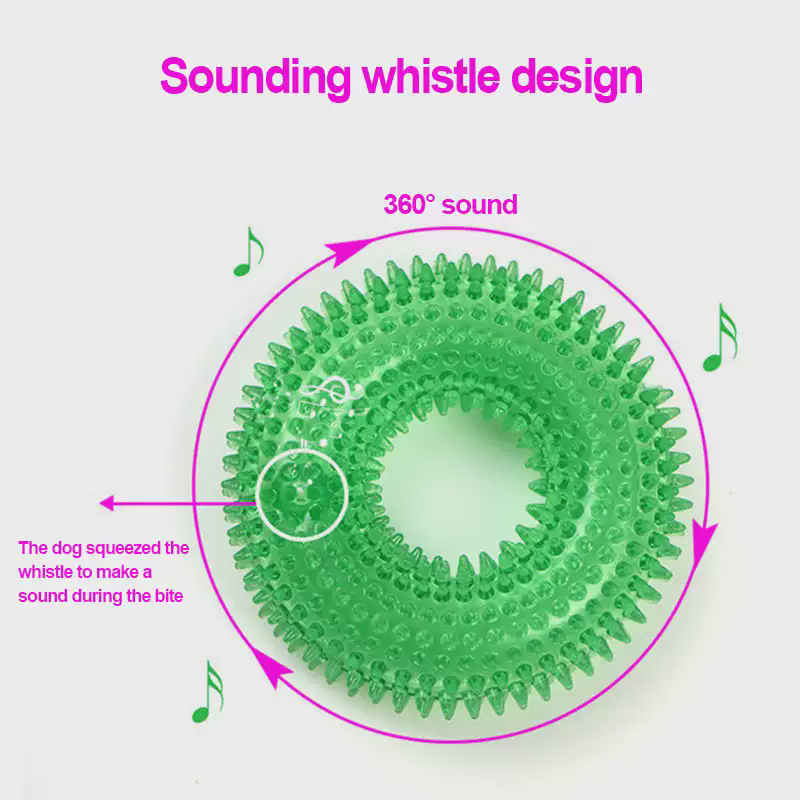 Sounding whistle design
360° sound
The dog squeezed the
whistle to make a
sound during the bite